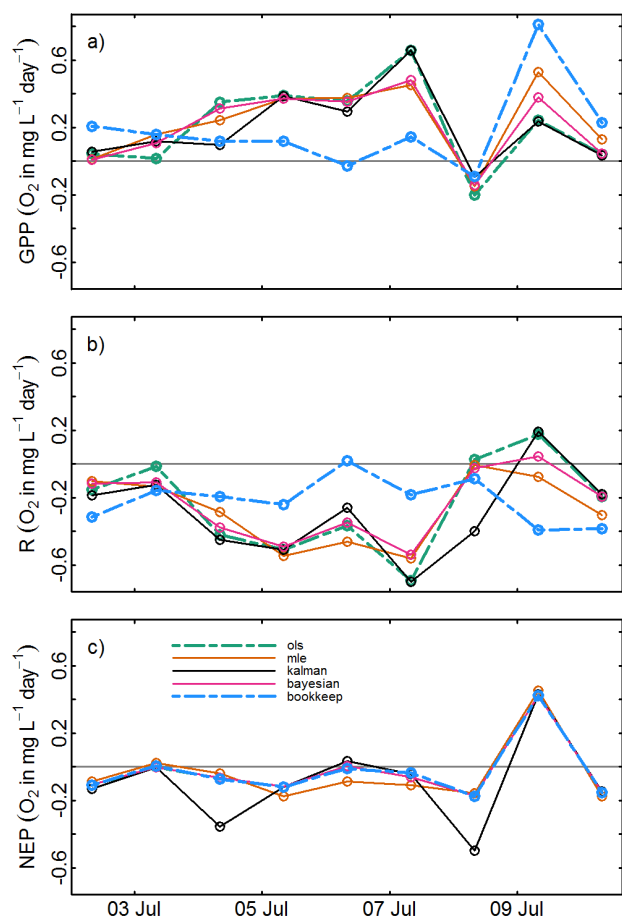 a)
GPP (O₂ in mg L⁻¹ day⁻¹)
0.6
0.2
-0.2
-0.6
b)
R (O₂ in mg L⁻¹ day⁻¹)
0.6
0.2
-0.2
-0.6
c)
NEP (O₂ in mg L⁻¹ day⁻¹)
0.6
0.2
-0.2
-0.6
ols
mle
kalman
bayesian
bookkeep
03 Jul 05 Jul 07 Jul 09 Jul